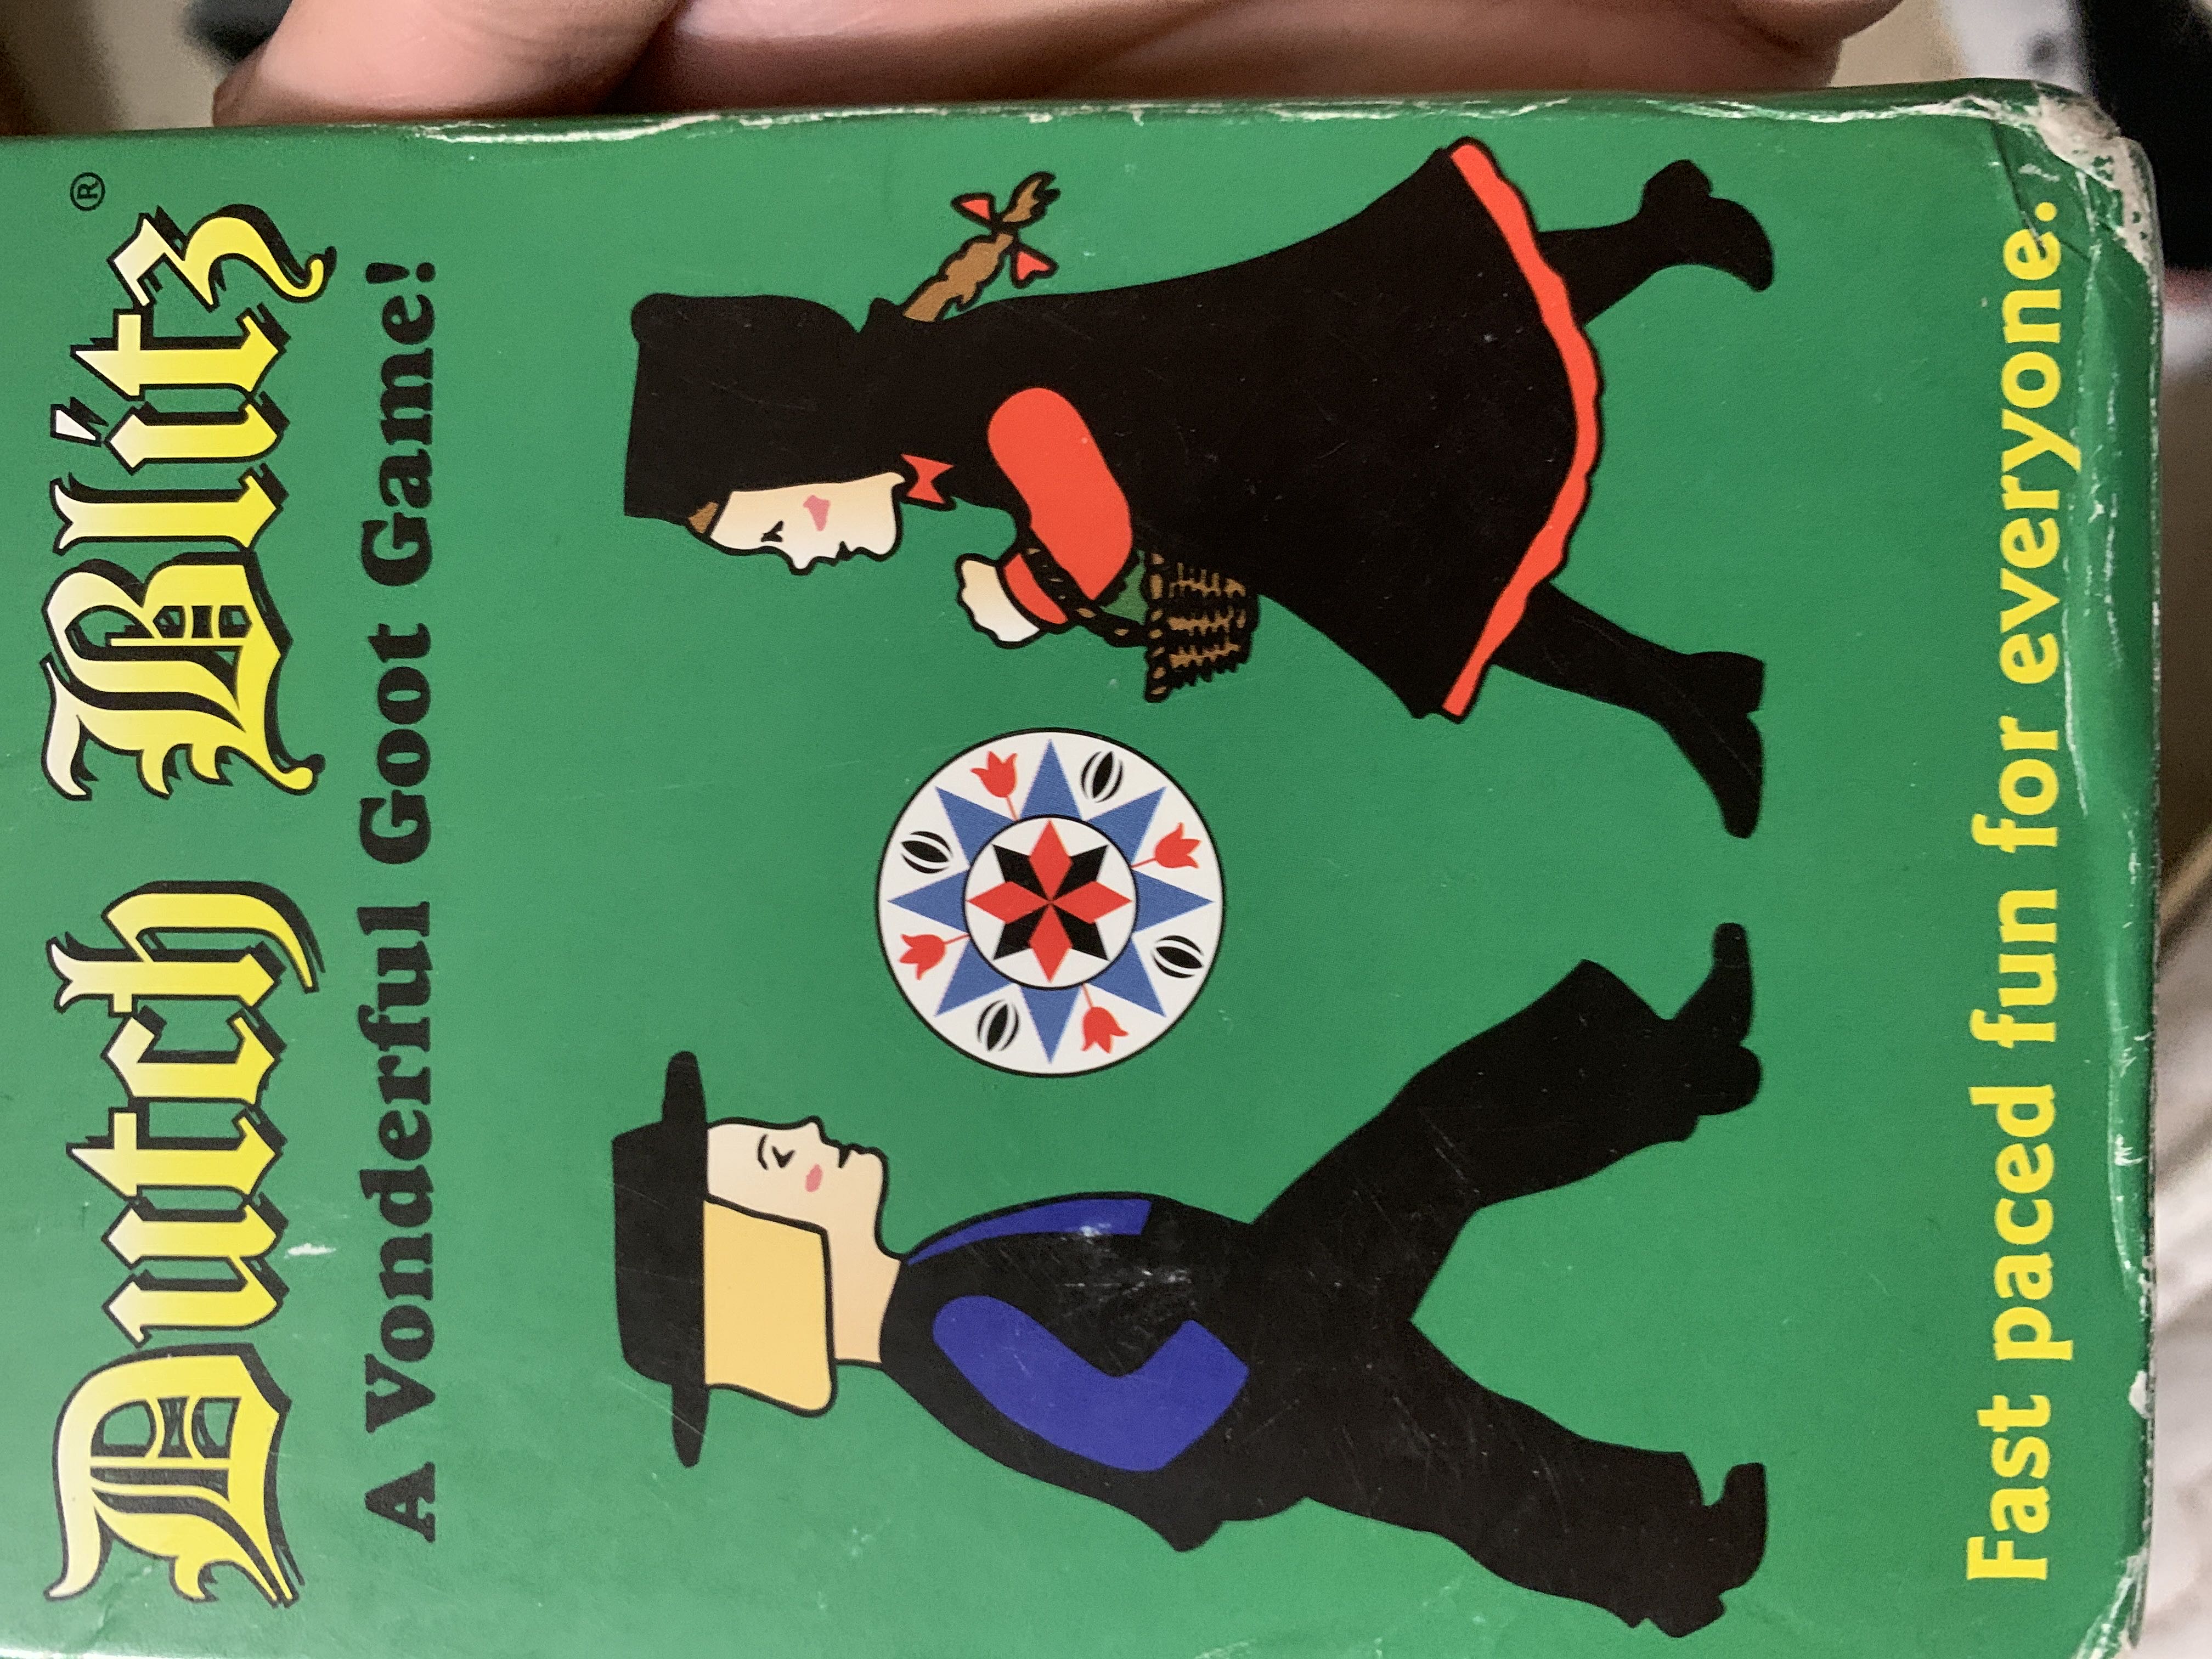 Dutch Blitz®
A Vonderful Goot Game!
Fast paced fun for everyone.